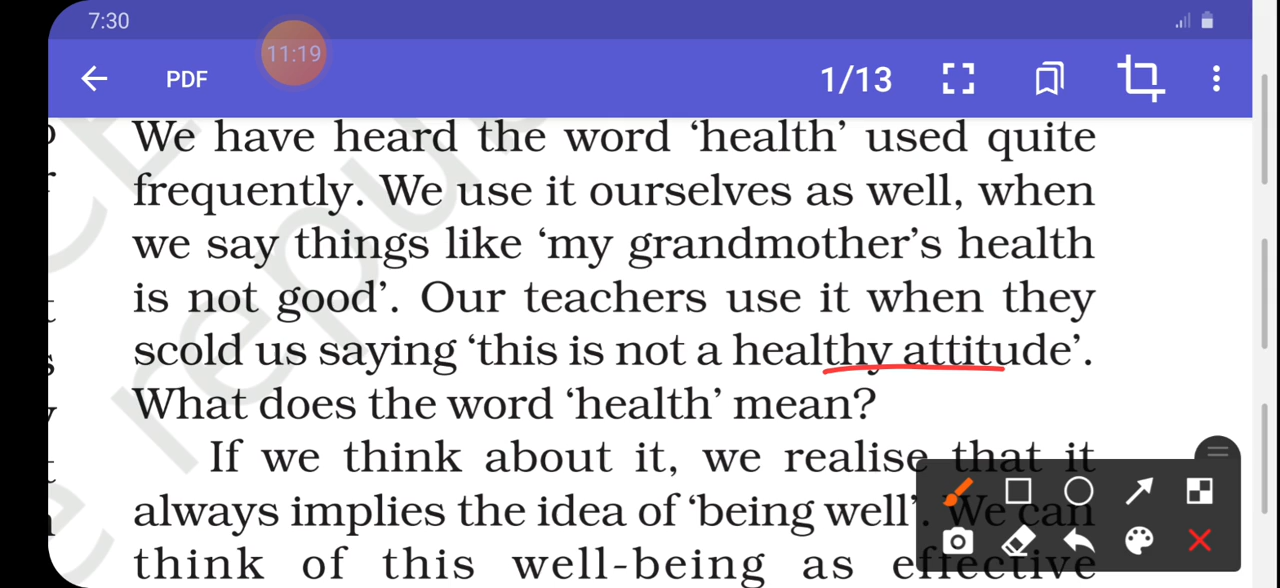 7:30
11:19
PDF
1/13
We have heard the word ‘health’ used quite
frequently. We use it ourselves as well, when
we say things like ‘my grandmother’s health
is not good’. Our teachers use it when they
scold us saying ‘this is not a healthy attitude’.
What does the word ‘health’ mean?
If we think about it, we realise that it
always implies the idea of ‘being well’. We can
think of this well-being as effective